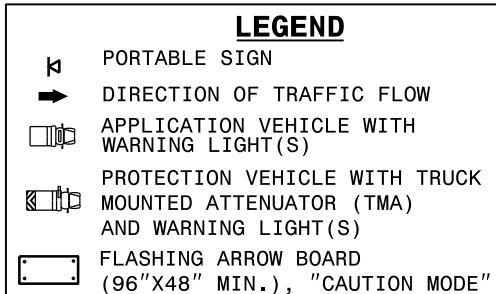 LEGEND
PORTABLE SIGN
DIRECTION OF TRAFFIC FLOW
APPLICATION VEHICLE WITH
WARNING LIGHT(S)
PROTECTION VEHICLE WITH TRUCK
MOUNTED ATTENUATOR (TMA)
AND WARNING LIGHT(S)
FLASHING ARROW BOARD
(96"X48" MIN.), "CAUTION MODE"